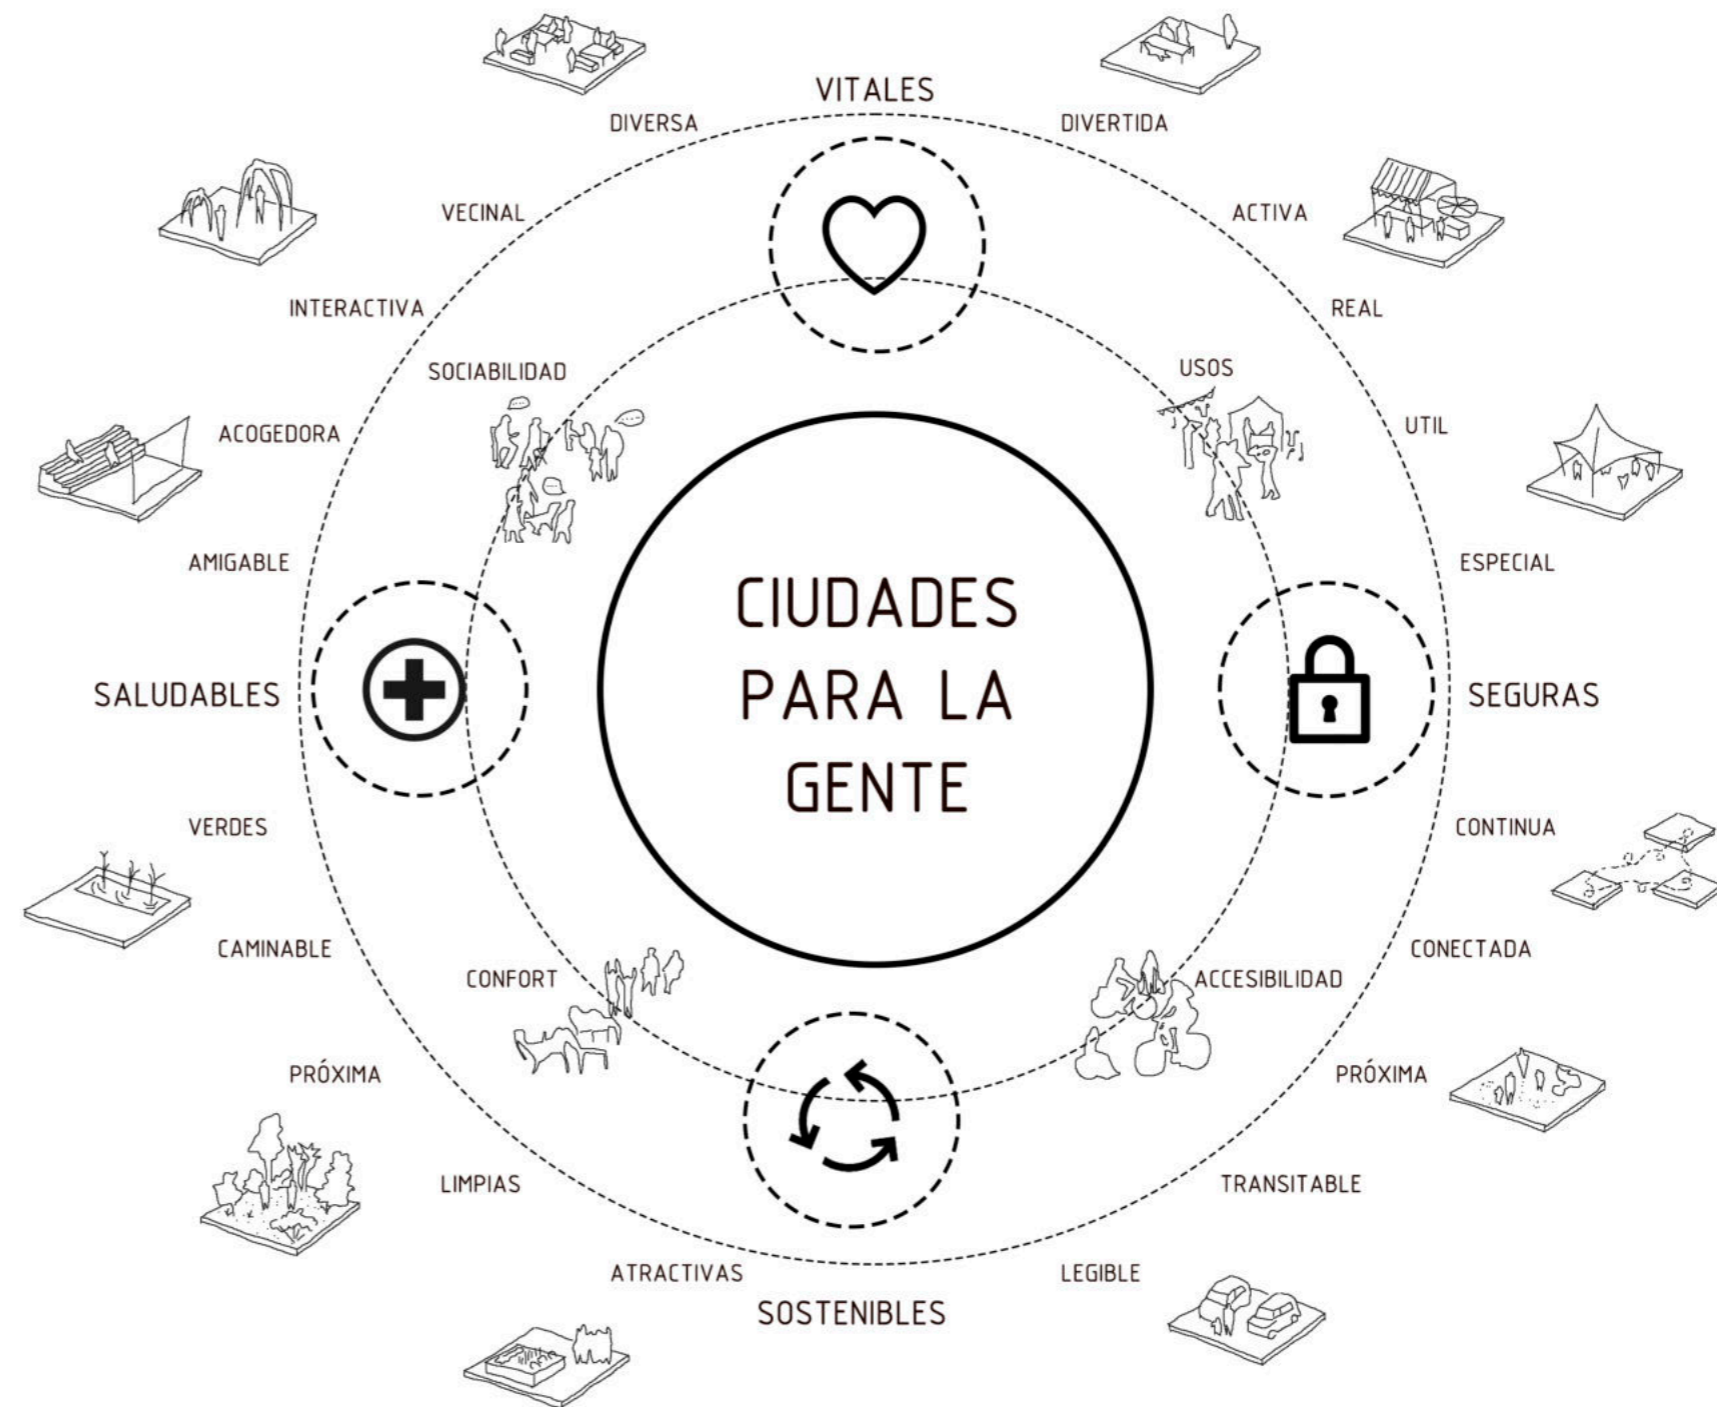 VITALES
DIVERSA
DIVERTIDA
VECINAL
ACTIVA
INTERACTIVA
REAL
SOCIABILIDAD
USOS
ACOGEDORA
UTIL
AMIGABLE
ESPECIAL
CIUDADES
PARA LA
GENTE
SALUDABLES
SEGURAS
VERDES
CONTINUA
CAMINABLE
CONECTADA
CONFORT
ACCESIBILIDAD
PRÓXIMA
PRÓXIMA
LIMPIAS
TRANSITABLE
ATRACTIVAS
LEGIBLE
SOSTENIBLES